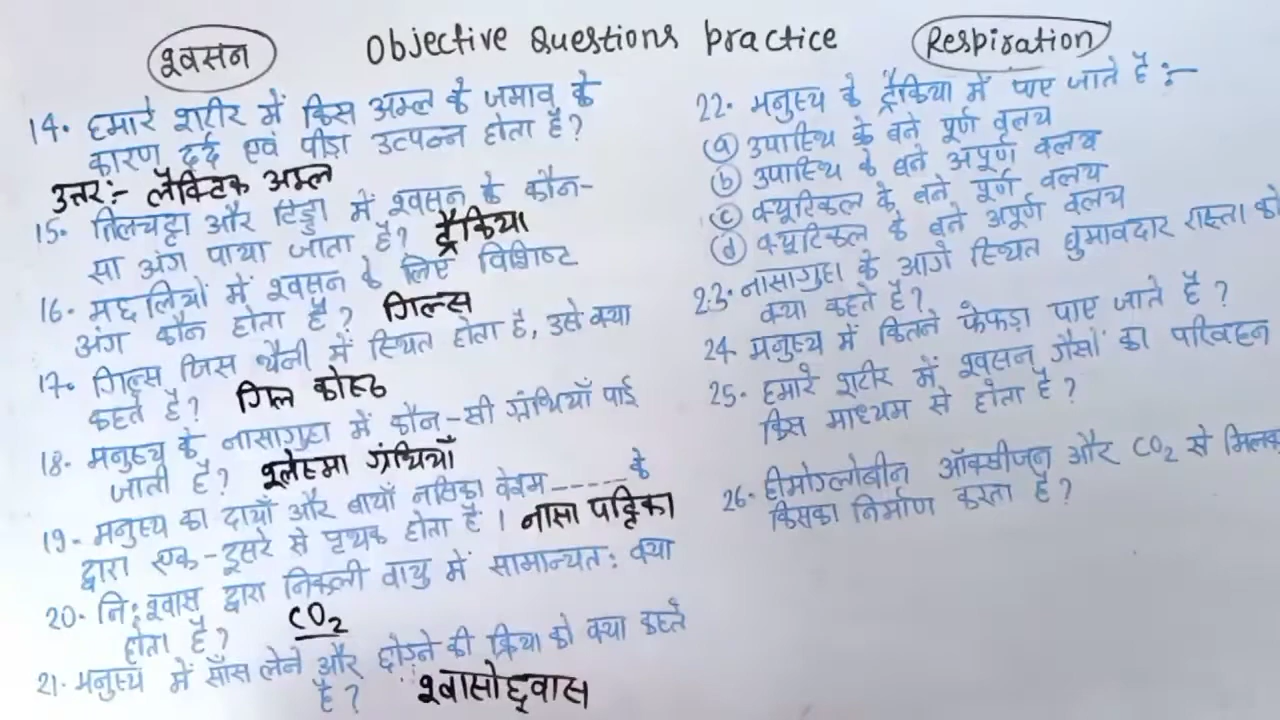 श्वसन Objective Questions practice Respiration
14. हमारे शरीर में किस अम्ल के जमाव के
कारण दर्द एवं पीड़ा उत्पन्न होता है?
उत्तर:- लैक्टिक अम्ल
15. तिलचट्टा और टिड्डा में श्वसन के कौन-
सा अंग पाया जाता है? ट्रैकिया
16. मछलियों में श्वसन के लिए विशिष्ट
अंग कौन होता है? गिल्स
17. गिल्स जिस थैली में स्थित होता है, उसे क्या
कहते है? गिल कोष्ठ
18. मनुष्य के नासागुहा में कौन-सी ग्रंथियाँ पाई
जाती है? श्लेष्मा ग्रंथियाँ
19. मनुष्य का दायाँ और बायाँ नसिका वेश्म ----- के
द्वारा एक-दूसरे से पृथक होता है। नासा पट्टिका
20. नि:श्वास द्वारा निकली वायु में सामान्यत: क्या
होता है? CO2
21. मनुष्य में साँस लेने और छोड़ने की क्रिया को क्या कहते
है? श्वासोछ्वास
22. मनुष्य के ट्रैकिया में पाए जाते है :-
(a) उपास्थि के बने पूर्ण वलय
(b) उपास्थि के बने अपूर्ण वलय
(c) क्यूटिकल के बने पूर्ण वलय
(d) क्यूटिकल के बने अपूर्ण वलय
23. नासागुहा के आगे स्थित घुमावदार रास्ता को
क्या कहते है?
24. मनुष्य में कितने फेफड़ा पाए जाते है?
25. हमारे शरीर में श्वसन गैसों का परिवहन
किस माध्यम से होता है?
26. हीमोग्लोबीन ऑक्सीजन और CO2 से मिलक
किसका निर्माण करता है?